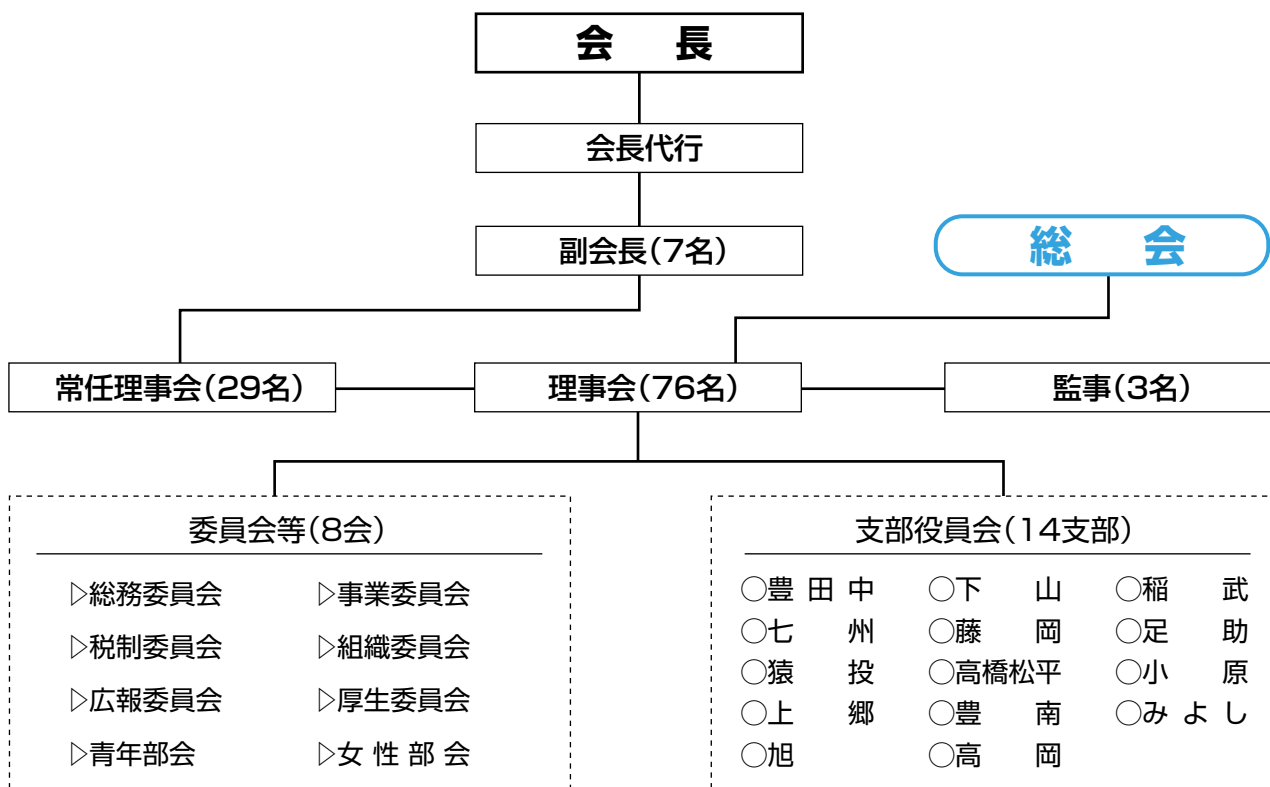 会長
会長代行
副会長(7名)
総会
常任理事会(29名)
理事会(76名)
監事(3名)
委員会等(8会)
▷総務委員会 ▷事業委員会
▷税制委員会 ▷組織委員会
▷広報委員会 ▷厚生委員会
▷青年部会 ▷女性部会
支部役員会(14支部)
○豊田中 ○下山 ○稲武
○七州 ○藤岡 ○足助
○猿投 ○高橋松平 ○小原
○上郷 ○豊南 ○みよし
○旭 ○高岡